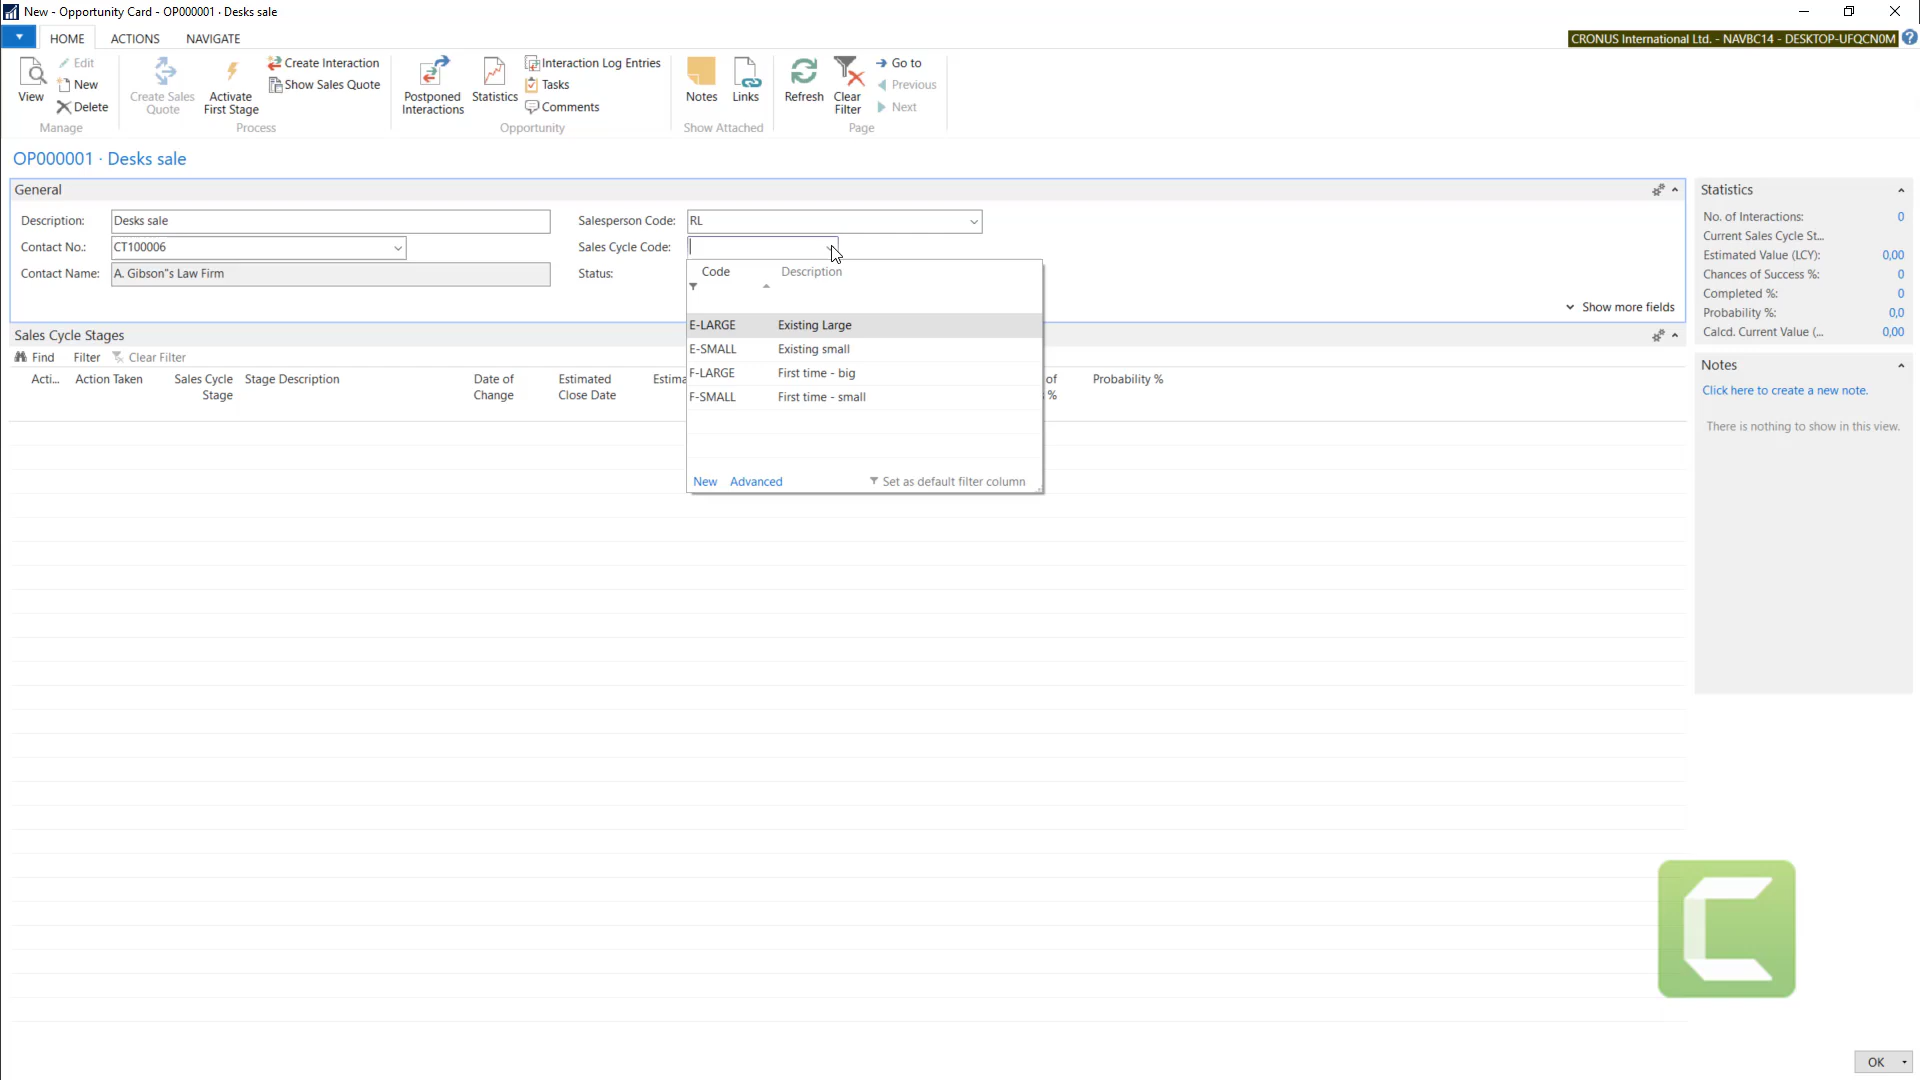 New - Opportunity Card - OP000001 · Desks sale
HOME ACTIONS NAVIGATE
CRONUS International Ltd. - NAVBC14 - DESKTOP-UFQCN0M
View
Edit
New
Delete
Manage
Create Sales Quote
Activate First Stage
Create Interaction
Show Sales Quote
Process
Postponed Interactions
Statistics
Interaction Log Entries
Tasks
Comments
Opportunity
Notes
Links
Show Attached
Refresh
Clear Filter
Go to
Previous
Next
Page
OP000001 · Desks sale
General
Description: Desks sale
Contact No.: CT100006
Contact Name: A. Gibson"s Law Firm
Salesperson Code: RL
Sales Cycle Code:
Status:
Show more fields
Code Description
E-LARGE Existing Large
E-SMALL Existing small
F-LARGE First time - big
F-SMALL First time - small
New Advanced Set as default filter column
Sales Cycle Stages
Find Filter Clear Filter
Acti... Action Taken Sales Cycle Stage Stage Description Date of Change Estimated Close Date Estima of % Probability %
Statistics
No. of Interactions: 0
Current Sales Cycle St...
Estimated Value (LCY): 0,00
Chances of Success %: 0
Completed %: 0
Probability %: 0,0
Calcd. Current Value (... 0,00
Notes
Click here to create a new note.
There is nothing to show in this view.
OK